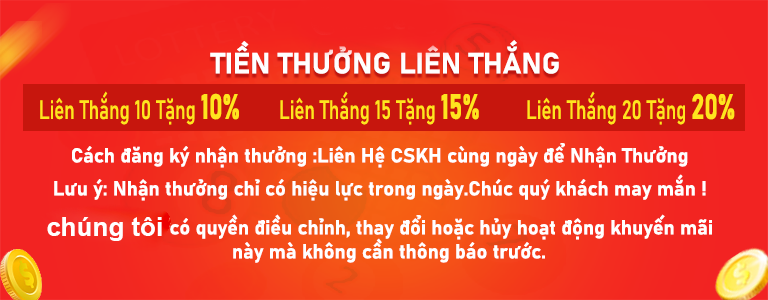 TIỀN THƯỞNG LIÊN THẮNG
Liên Thắng 10 Tặng 10% Liên Thắng 15 Tặng 15% Liên Thắng 20 Tặng 20%
Cách đăng ký nhận thưởng :Liên Hệ CSKH cùng ngày để Nhận Thưởng
Lưu ý: Nhận thưởng chỉ có hiệu lực trong ngày.Chúc quý khách may mắn !
chúng tôi có quyền điều chỉnh, thay đổi hoặc hủy hoạt động khuyến mãi
này mà không cần thông báo trước.